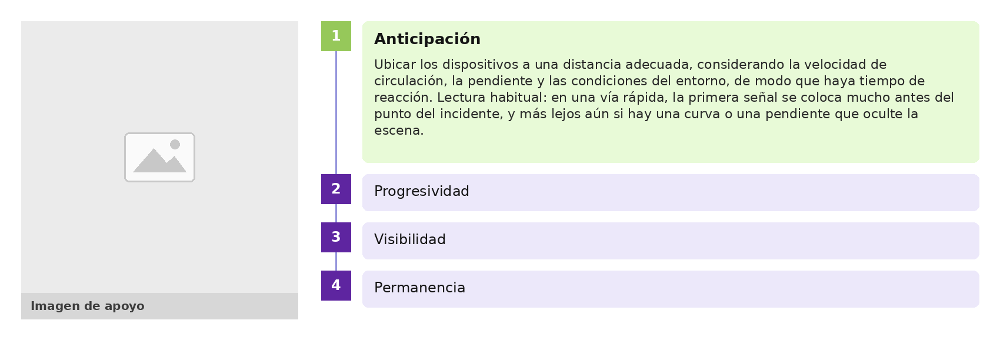 1
Anticipación
Ubicar los dispositivos a una distancia adecuada, considerando la velocidad de
circulación, la pendiente y las condiciones del entorno, de modo que haya tiempo de
reacción. Lectura habitual: en una vía rápida, la primera señal se coloca mucho antes del
punto del incidente, y más lejos aún si hay una curva o una pendiente que oculte la
escena.
2
Progresividad
3
Visibilidad
4
Permanencia
Imagen de apoyo